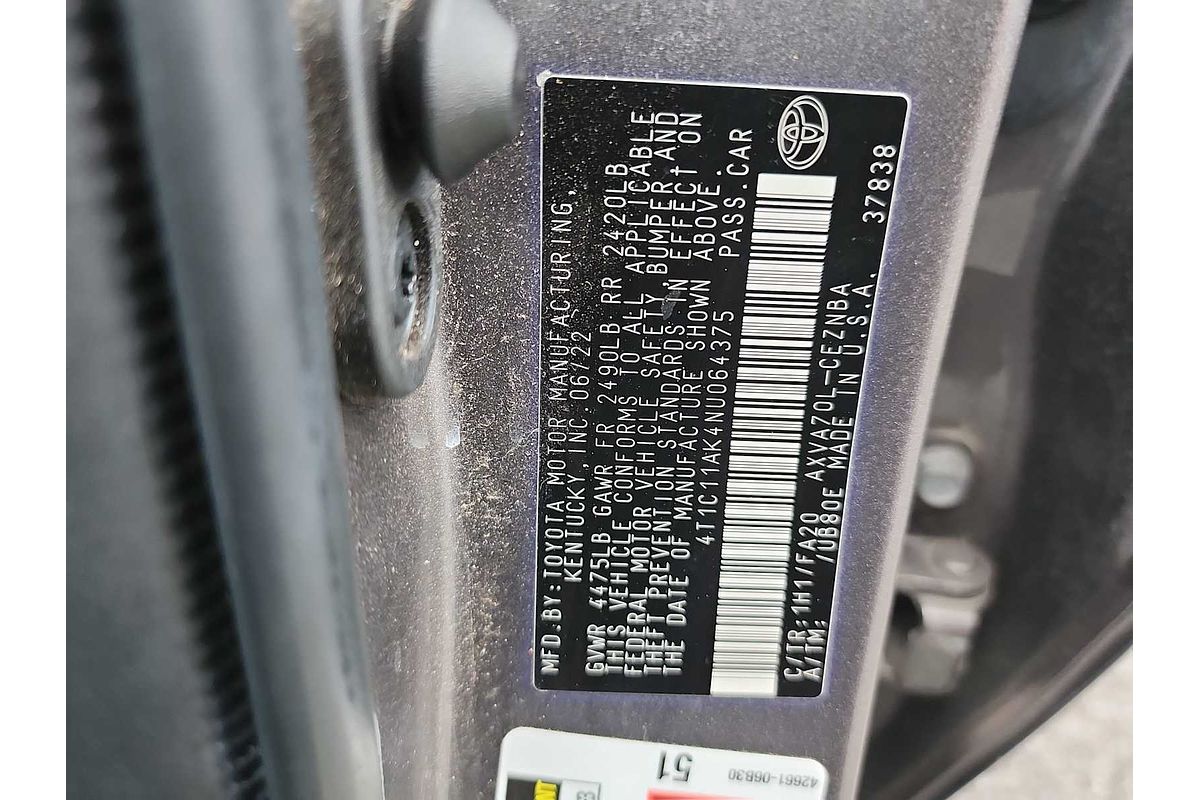 MFD.BY:TOYOTA MOTOR MANUFACTURING,
KENTUCKY, INC. 06/22
GVWR 4475LB GAWR FR 2490LB RR 2420LB
THIS VEHICLE CONFORMS TO ALL APPLICABLE
FEDERAL MOTOR VEHICLE SAFETY, BUMPER AND
THEFT PREVENTION STANDARDS IN EFFECT ON
THE DATE OF MANUFACTURE SHOWN ABOVE.
4T1C11AK4NU064375 PASS.CAR
C/TR:1H1/FA20 AXVA70L-CEZNBA 37838
A/TM: /UB80E MADE IN U.S.A.
51
42661-06B30